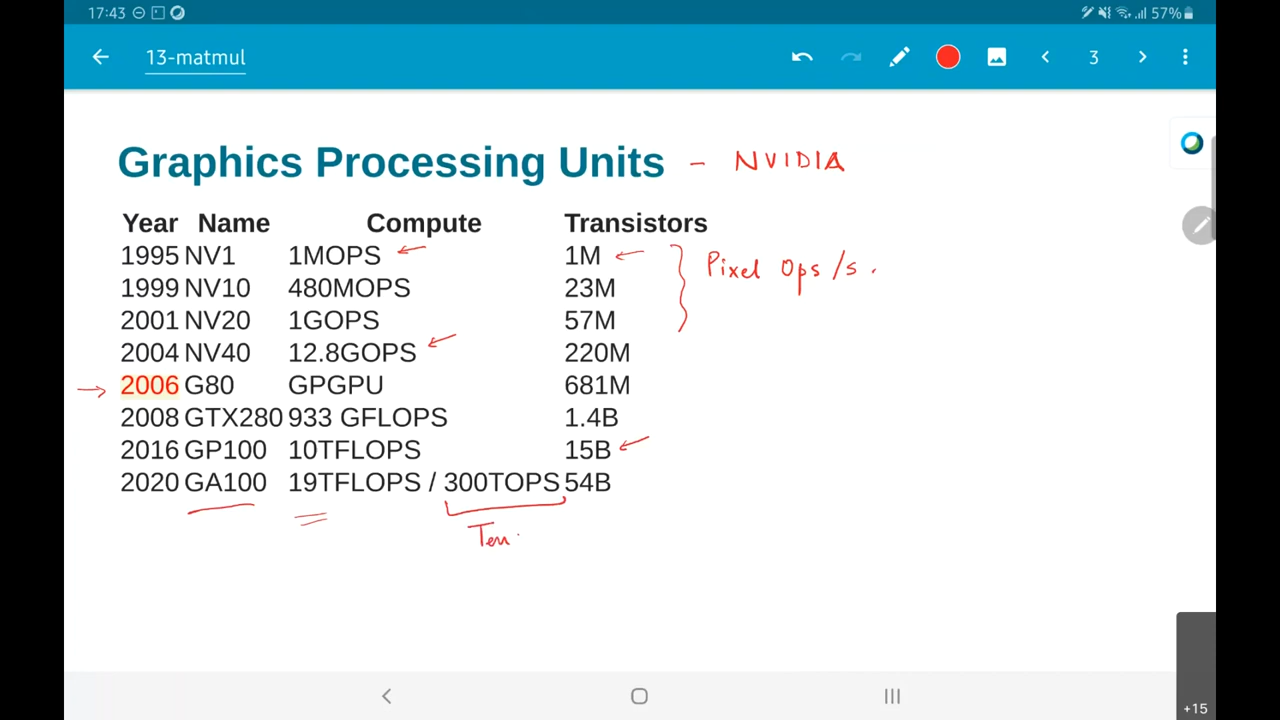 17:43 57%
13-matmul 3
Graphics Processing Units - NVIDIA
Year Name Compute Transistors
1995 NV1 1MOPS 1M
Pixel Ops/s.
1999 NV10 480MOPS 23M
2001 NV20 1GOPS 57M
2004 NV40 12.8GOPS 220M
2006 G80 GPGPU 681M
2008 GTX280 933 GFLOPS 1.4B
2016 GP100 10TFLOPS 15B
2020 GA100 19TFLOPS / 300TOPS 54B
Ten
+15